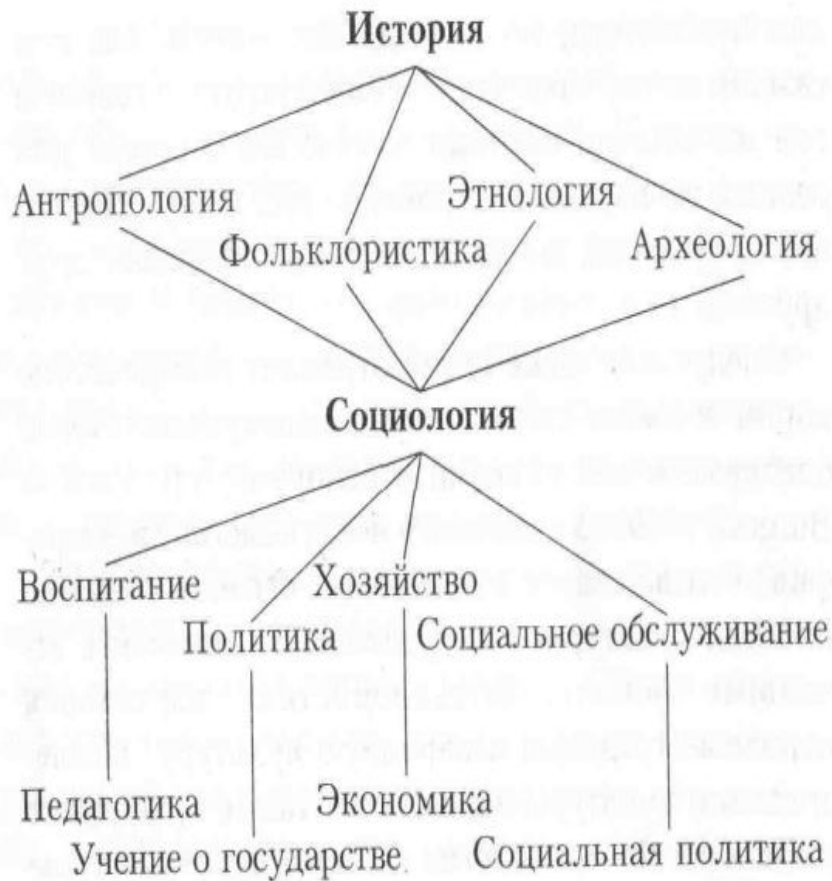 История
Антропология Этнология
Фольклористика Археология
Социология
Воспитание Хозяйство
Политика Социальное обслуживание
Педагогика Экономика
Учение о государстве Социальная политика